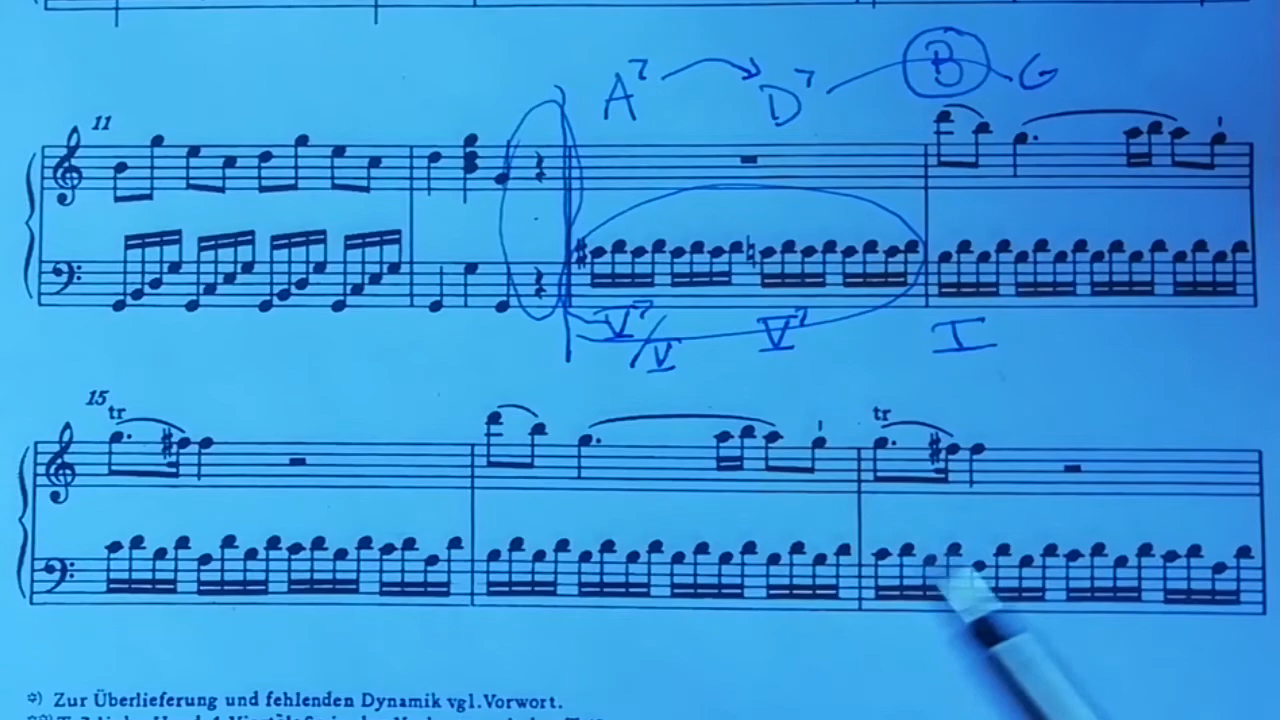 A⁷ D⁷ B G
11
V⁷/V V⁷ I
15
tr tr
*) Zur Überlieferung und fehlenden Dynamik vgl. Vorwort.